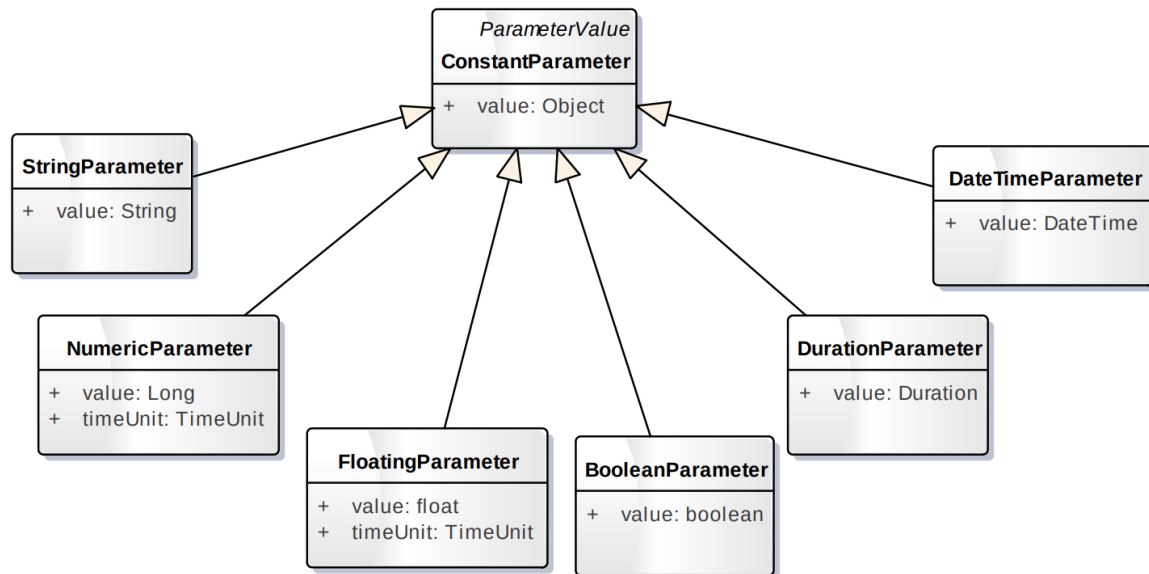 ParameterValue
ConstantParameter
+ value: Object
StringParameter
+ value: String
DateTimeParameter
+ value: DateTime
NumericParameter
+ value: Long
+ timeUnit: TimeUnit
DurationParameter
+ value: Duration
FloatingParameter
+ value: float
+ timeUnit: TimeUnit
BooleanParameter
+ value: boolean